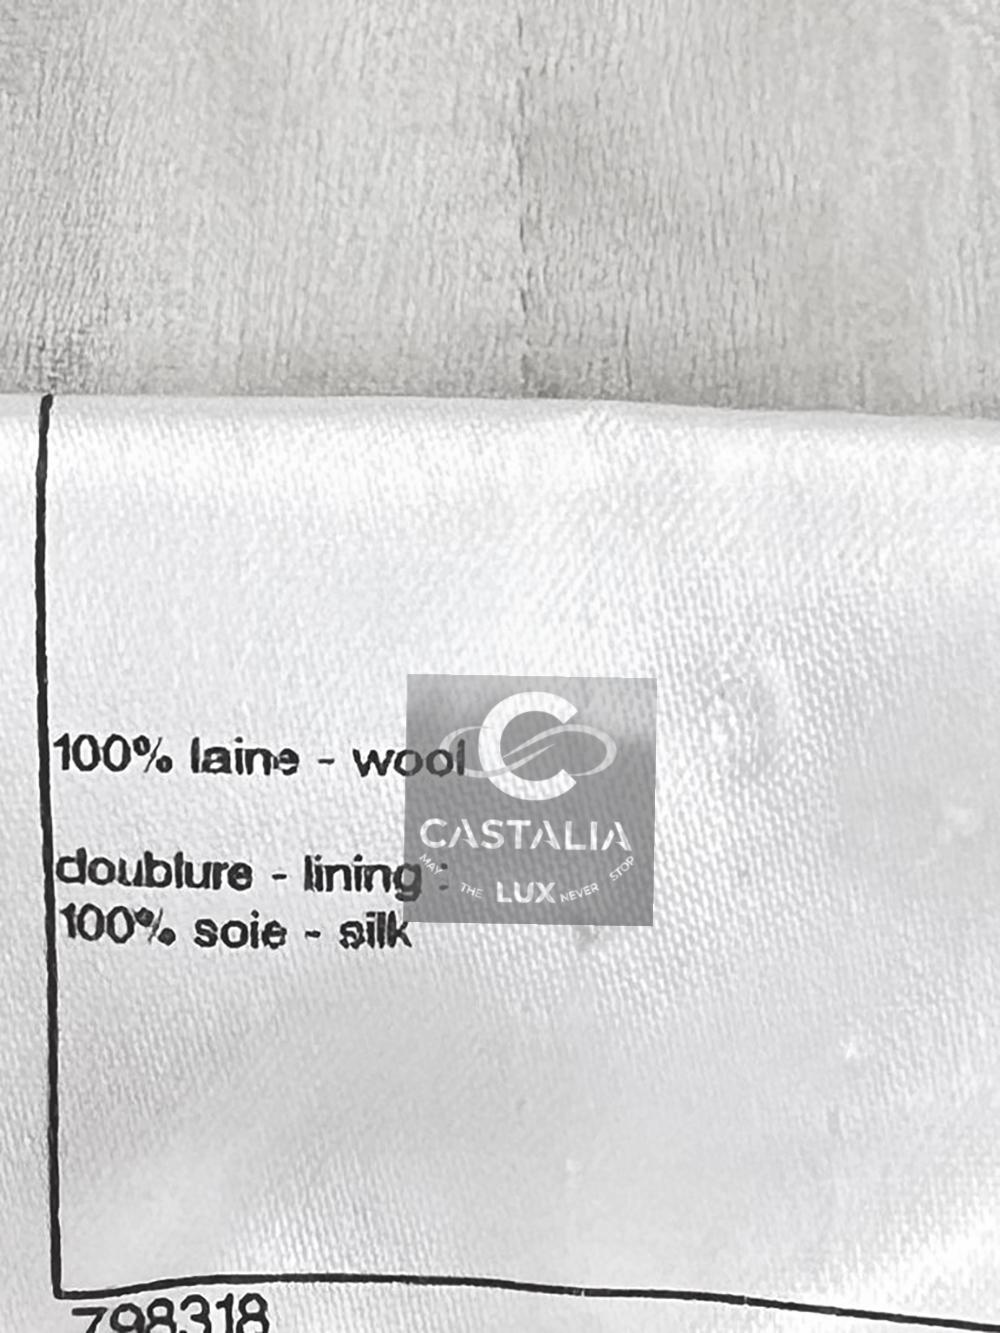 100% laine - wool
doublure - lining :
100% soie - silk
798318
C
CASTALIA
MAY THE LUX NEVER STOP